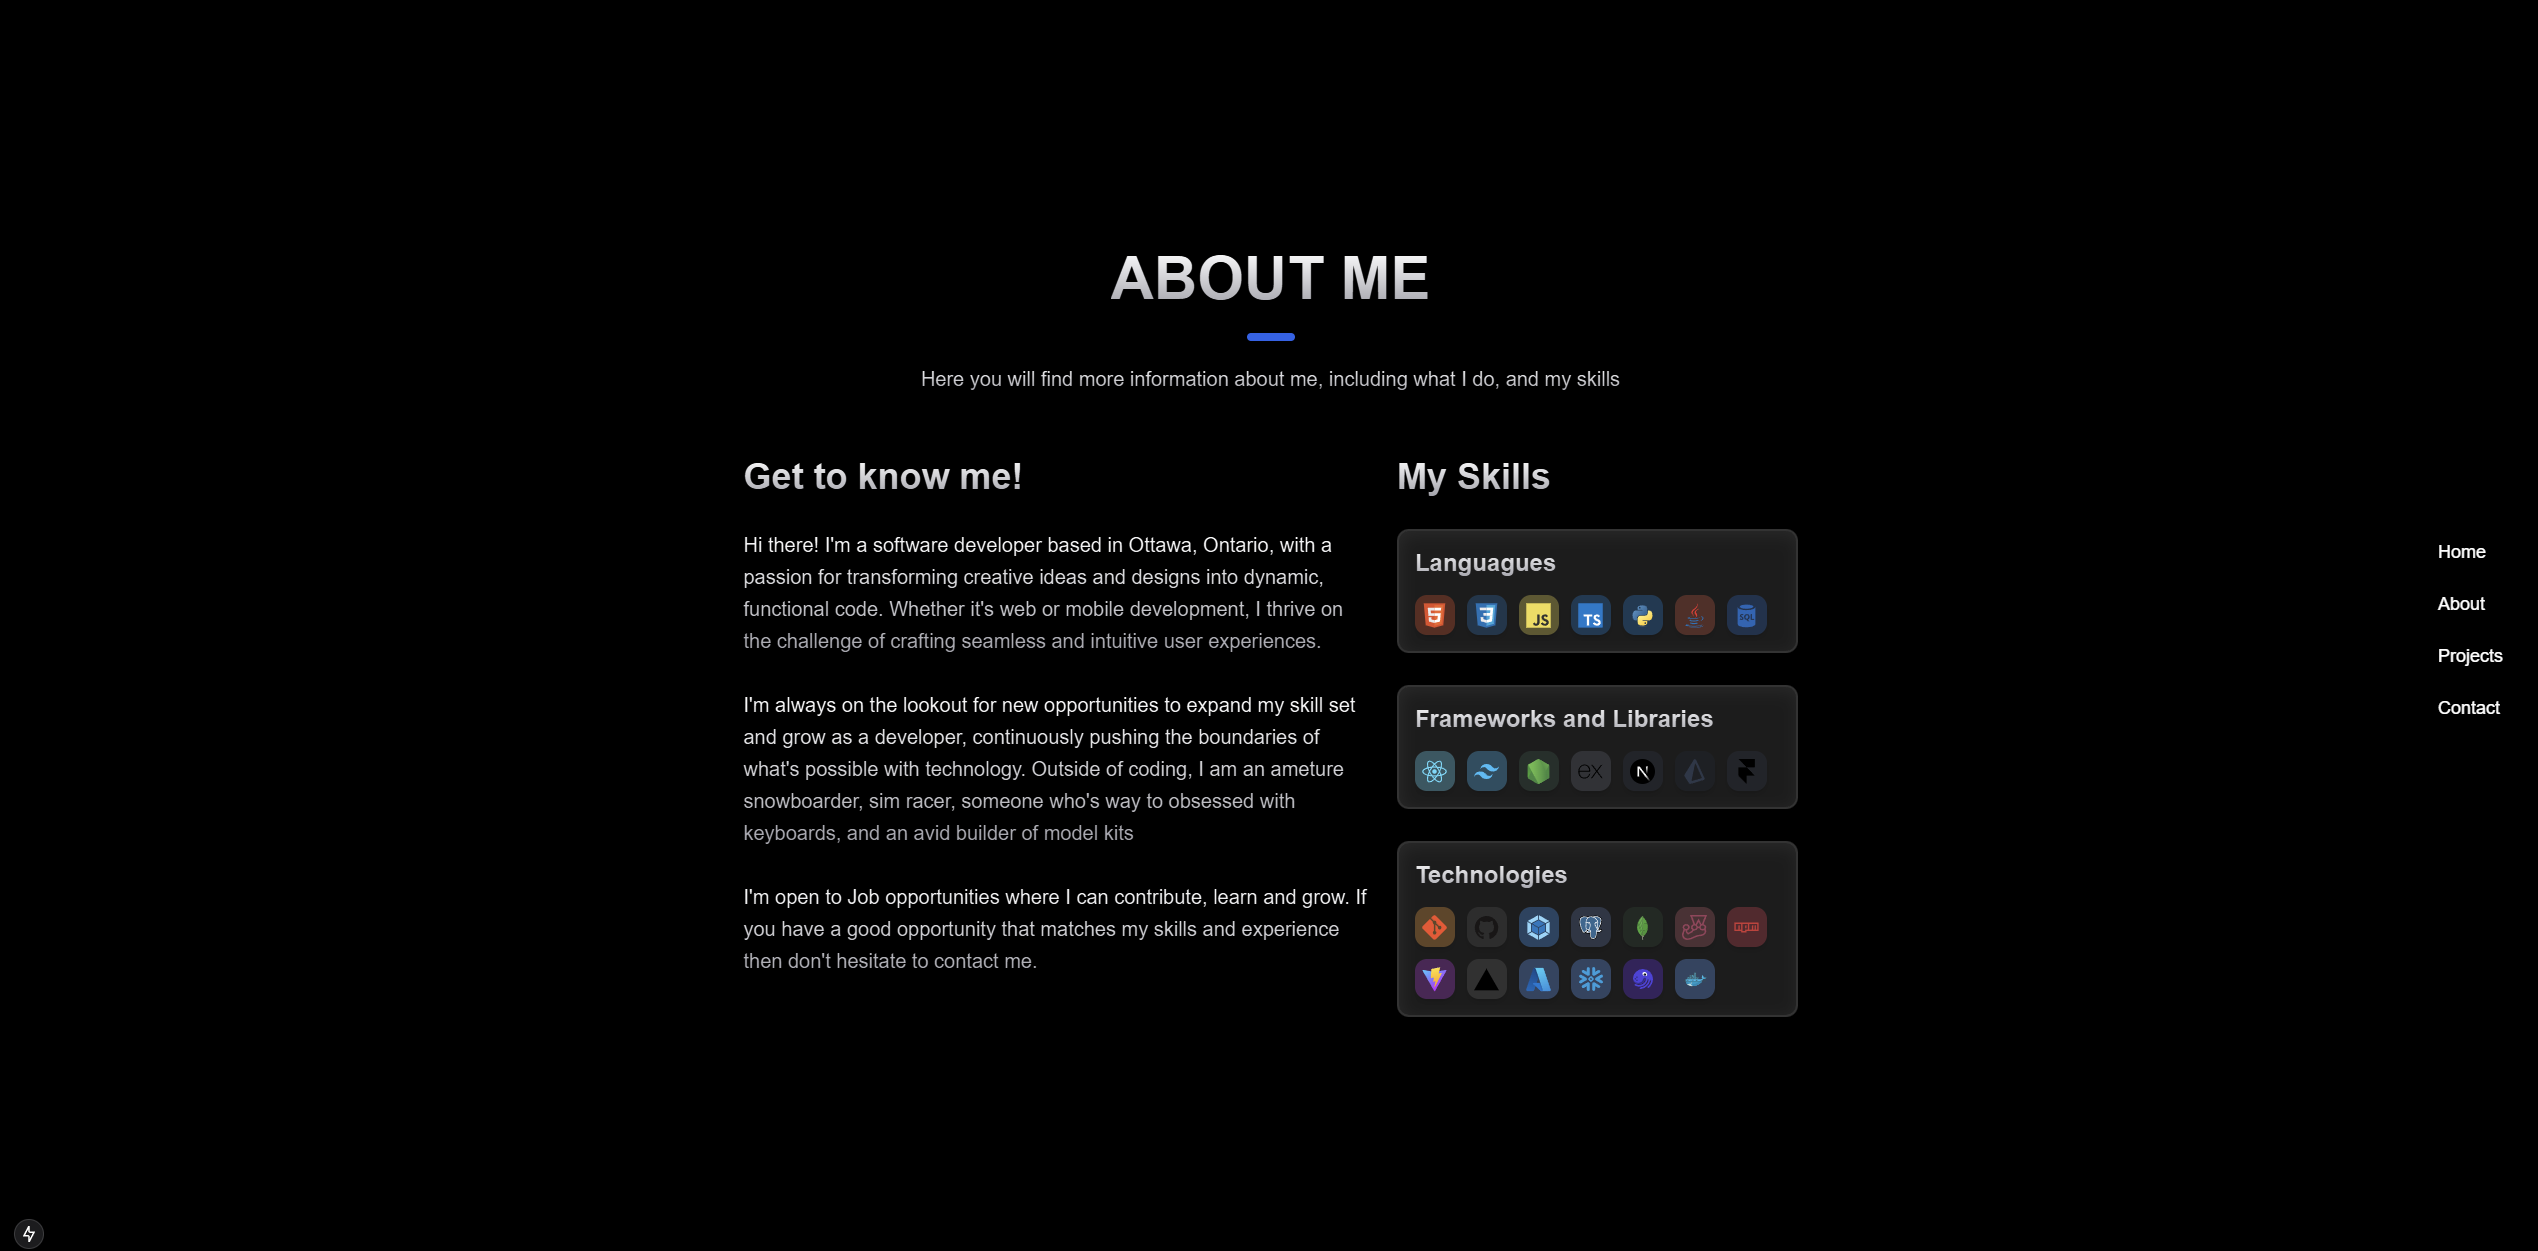 ABOUT ME
Here you will find more information about me, including what I do, and my skills
Get to know me!
Hi there! I'm a software developer based in Ottawa, Ontario, with a
passion for transforming creative ideas and designs into dynamic,
functional code. Whether it's web or mobile development, I thrive on
the challenge of crafting seamless and intuitive user experiences.
I'm always on the lookout for new opportunities to expand my skill set
and grow as a developer, continuously pushing the boundaries of
what's possible with technology. Outside of coding, I am an ameture
snowboarder, sim racer, someone who's way to obsessed with
keyboards, and an avid builder of model kits
I'm open to Job opportunities where I can contribute, learn and grow. If
you have a good opportunity that matches my skills and experience
then don't hesitate to contact me.
My Skills
Languagues
5 3 JS TS SQL
Frameworks and Libraries
ex N
Technologies
npm
Home
About
Projects
Contact